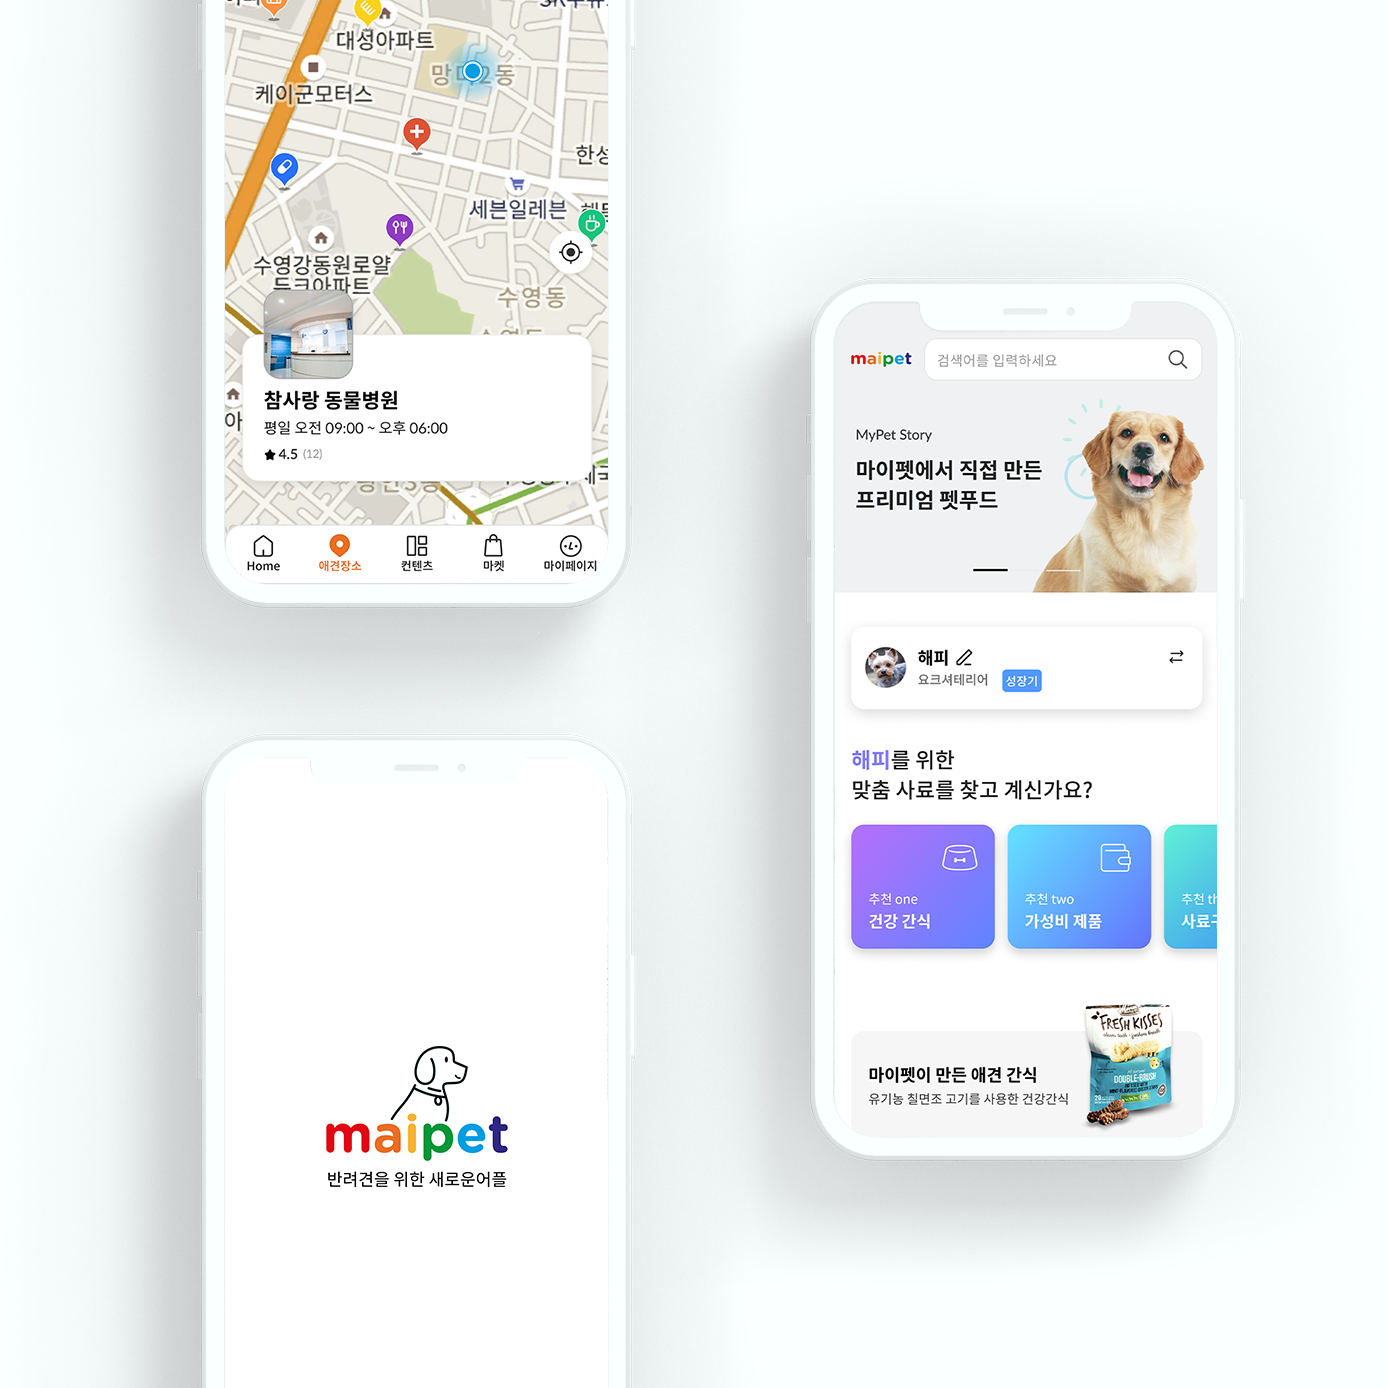 대성아파트
망미2동
케이군모터스
세븐일레븐
수영강동원로얄
듀크아파트
수영동
참사랑 동물병원
평일 오전 09:00 ~ 오후 06:00
4.5 (12)
Home
애견장소
컨텐츠
마켓
마이페이지
maipet
반려견을 위한 새로운어플
maipet
검색어를 입력하세요
MyPet Story
마이펫에서 직접 만든
프리미엄 펫푸드
해피
요크셔테리어 성장기
해피를 위한
맞춤 사료를 찾고 계신가요?
추천 one
건강 간식
추천 two
가성비 제품
추천 th
사료구
FRESH KISSES
DOUBLE-BRUSH
마이펫이 만든 애견 간식
유기농 칠면조 고기를 사용한 건강간식